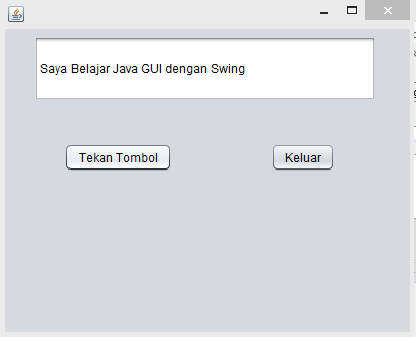 Saya Belajar Java GUI dengan Swing
Tekan Tombol
Keluar